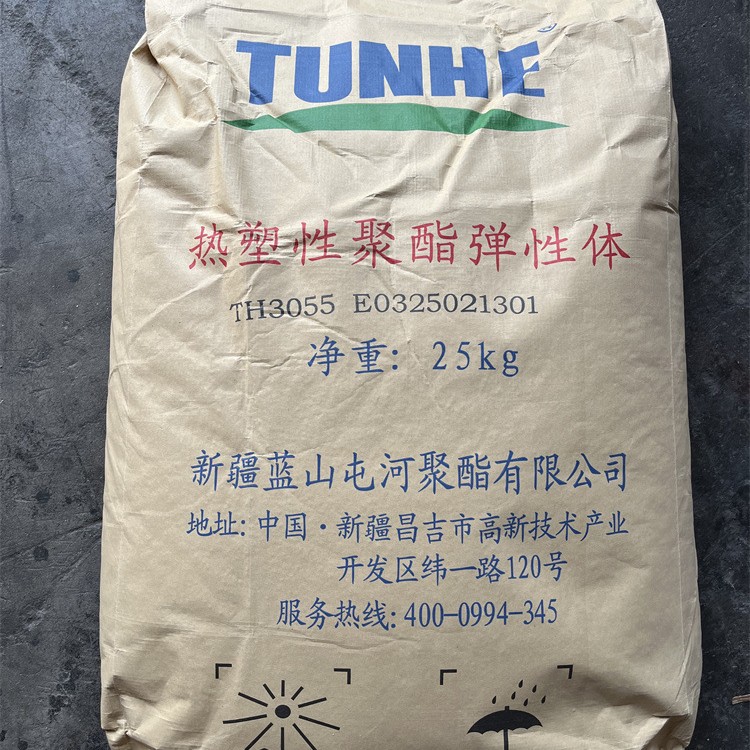 TUNHE®
热塑性聚酯弹性体
TH3055 E0325021301
净重: 25kg
新疆蓝山屯河聚酯有限公司
地址: 中国·新疆昌吉市高新技术产业
开发区纬一路120号
服务热线: 400-0994-345